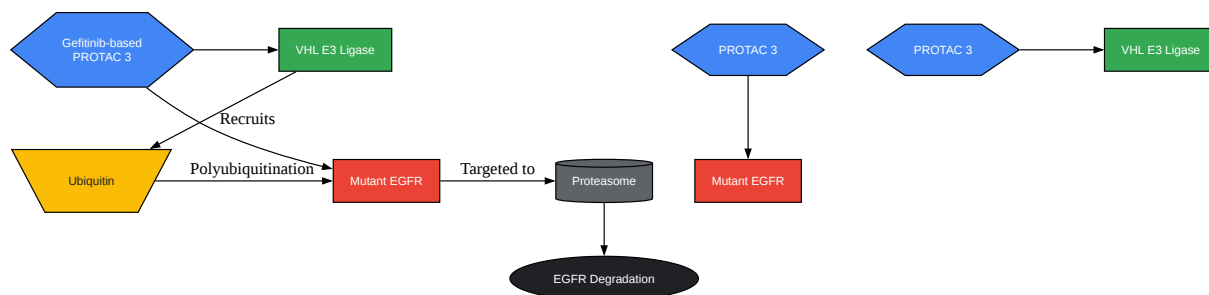 Gefitinib-based
PROTAC 3
VHL E3 Ligase
PROTAC 3
PROTAC 3
VHL E3 Ligase
Recruits
Ubiquitin
Polyubiquitination
Mutant EGFR
Targeted to
Proteasome
Mutant EGFR
EGFR Degradation